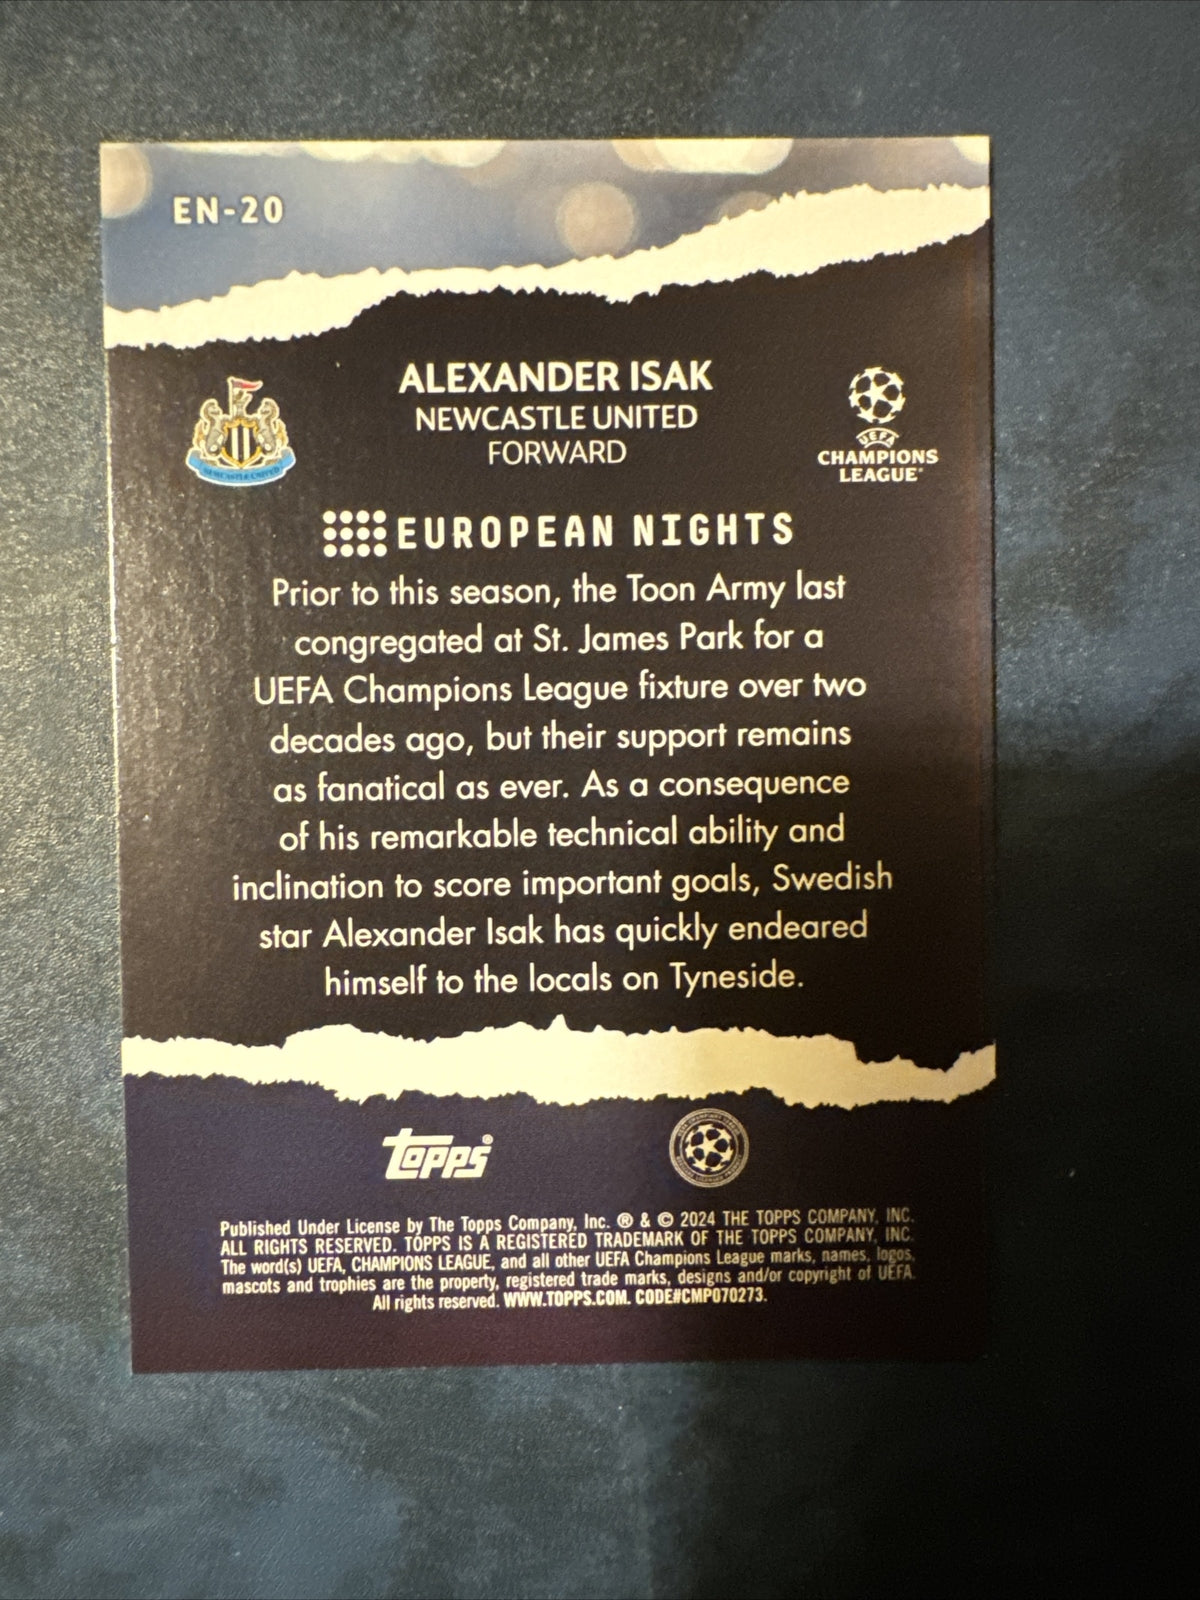 EN-20
ALEXANDER ISAK
NEWCASTLE UNITED
FORWARD
NEWCASTLE UNITED
UEFA
CHAMPIONS
LEAGUE®
EUROPEAN NIGHTS
Prior to this season, the Toon Army last
congregated at St. James Park for a
UEFA Champions League fixture over two
decades ago, but their support remains
as fanatical as ever. As a consequence
of his remarkable technical ability and
inclination to score important goals, Swedish
star Alexander Isak has quickly endeared
himself to the locals on Tyneside.
Topps®
Published Under License by The Topps Company, Inc. ® & © 2024 THE TOPPS COMPANY, INC.
ALL RIGHTS RESERVED. TOPPS IS A REGISTERED TRADEMARK OF THE TOPPS COMPANY, INC.
The word(s) UEFA, CHAMPIONS LEAGUE, and all other UEFA Champions League marks, names, logos,
mascots and trophies are the property, registered trade marks, designs and/or copyright of UEFA.
All rights reserved. WWW.TOPPS.COM. CODE#CMP070273.